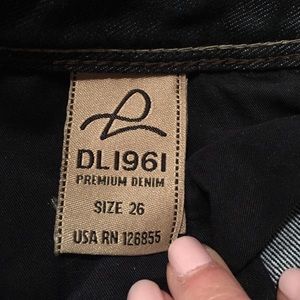 DL1961
PREMIUM DENIM
SIZE 26
USA RN 126855